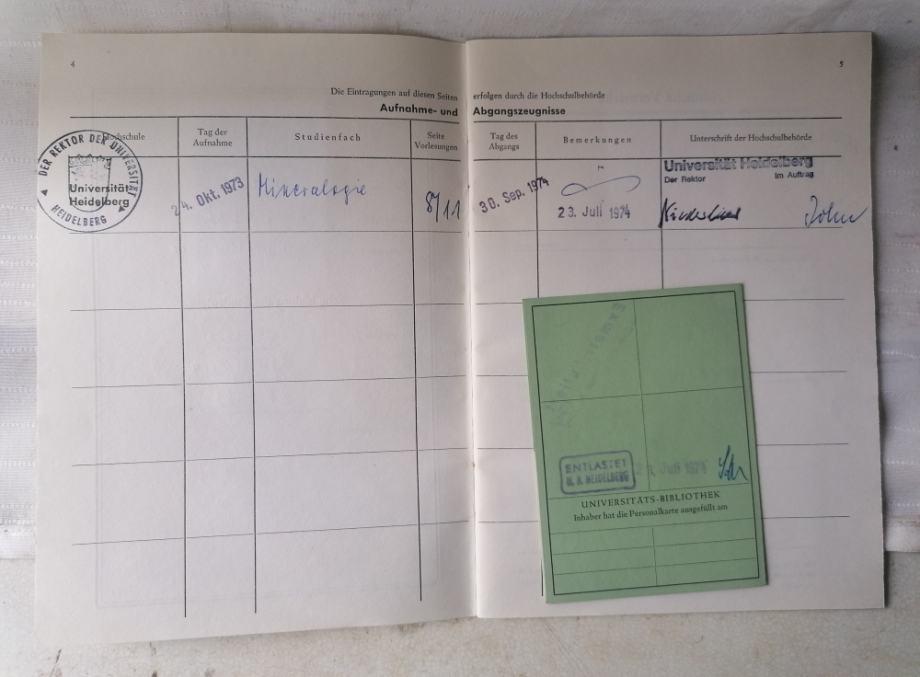 4
5
Die Eintragungen auf diesen Seiten erfolgen durch die Hochschulbehörde
Aufnahme- und Abgangszeugnisse
Hochschule
Tag der Aufnahme
Studienfach
Seite Vorlesungen
Tag des Abgangs
Bemerkungen
Unterschrift der Hochschulbehörde
DER REKTOR DER UNIVERSITÄT
HEIDELBERG
Universität
Heidelberg
24. Okt. 1973
Mineralogie
8/11
30. Sep. 1974
23. Juli 1974
Universität Heidelberg
Der Rektor
Im Auftrag
ENTLASTET
U. B. HEIDELBERG
Juli 1974
UNIVERSITÄTS-BIBLIOTHEK
Inhaber hat die Personalkarte ausgefüllt am